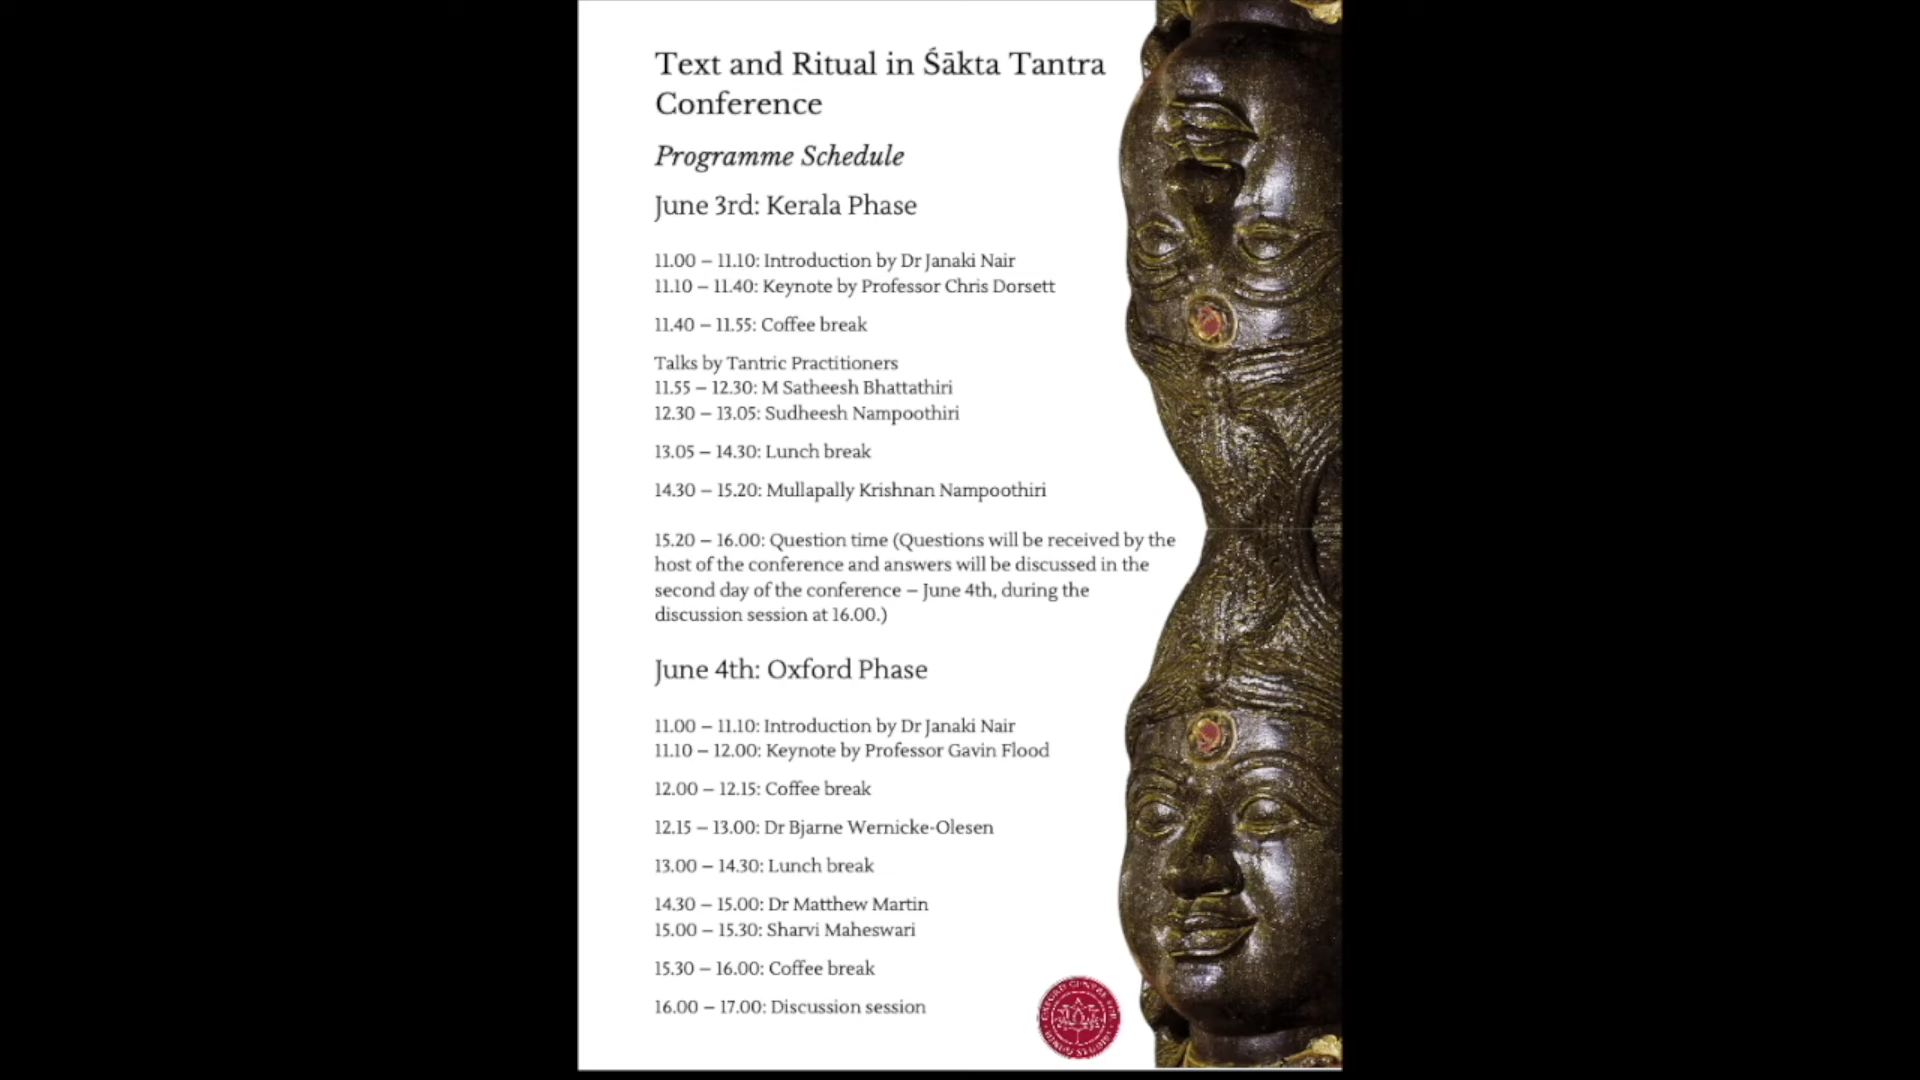 Text and Ritual in Śākta Tantra
Conference
Programme Schedule
June 3rd: Kerala Phase
11.00 – 11.10: Introduction by Dr Janaki Nair
11.10 – 11.40: Keynote by Professor Chris Dorsett
11.40 – 11.55: Coffee break
Talks by Tantric Practitioners
11.55 – 12.30: M Satheesh Bhattathiri
12.30 – 13.05: Sudheesh Nampoothiri
13.05 – 14.30: Lunch break
14.30 – 15.20: Mullapally Krishnan Nampoothiri
15.20 – 16.00: Question time (Questions will be received by the
host of the conference and answers will be discussed in the
second day of the conference – June 4th, during the
discussion session at 16.00.)
June 4th: Oxford Phase
11.00 – 11.10: Introduction by Dr Janaki Nair
11.10 – 12.00: Keynote by Professor Gavin Flood
12.00 – 12.15: Coffee break
12.15 – 13.00: Dr Bjarne Wernicke-Olesen
13.00 – 14.30: Lunch break
14.30 – 15.00: Dr Matthew Martin
15.00 – 15.30: Sharvi Maheswari
15.30 – 16.00: Coffee break
16.00 – 17.00: Discussion session
OXFORD CENTRE FOR
HINDU STUDIES